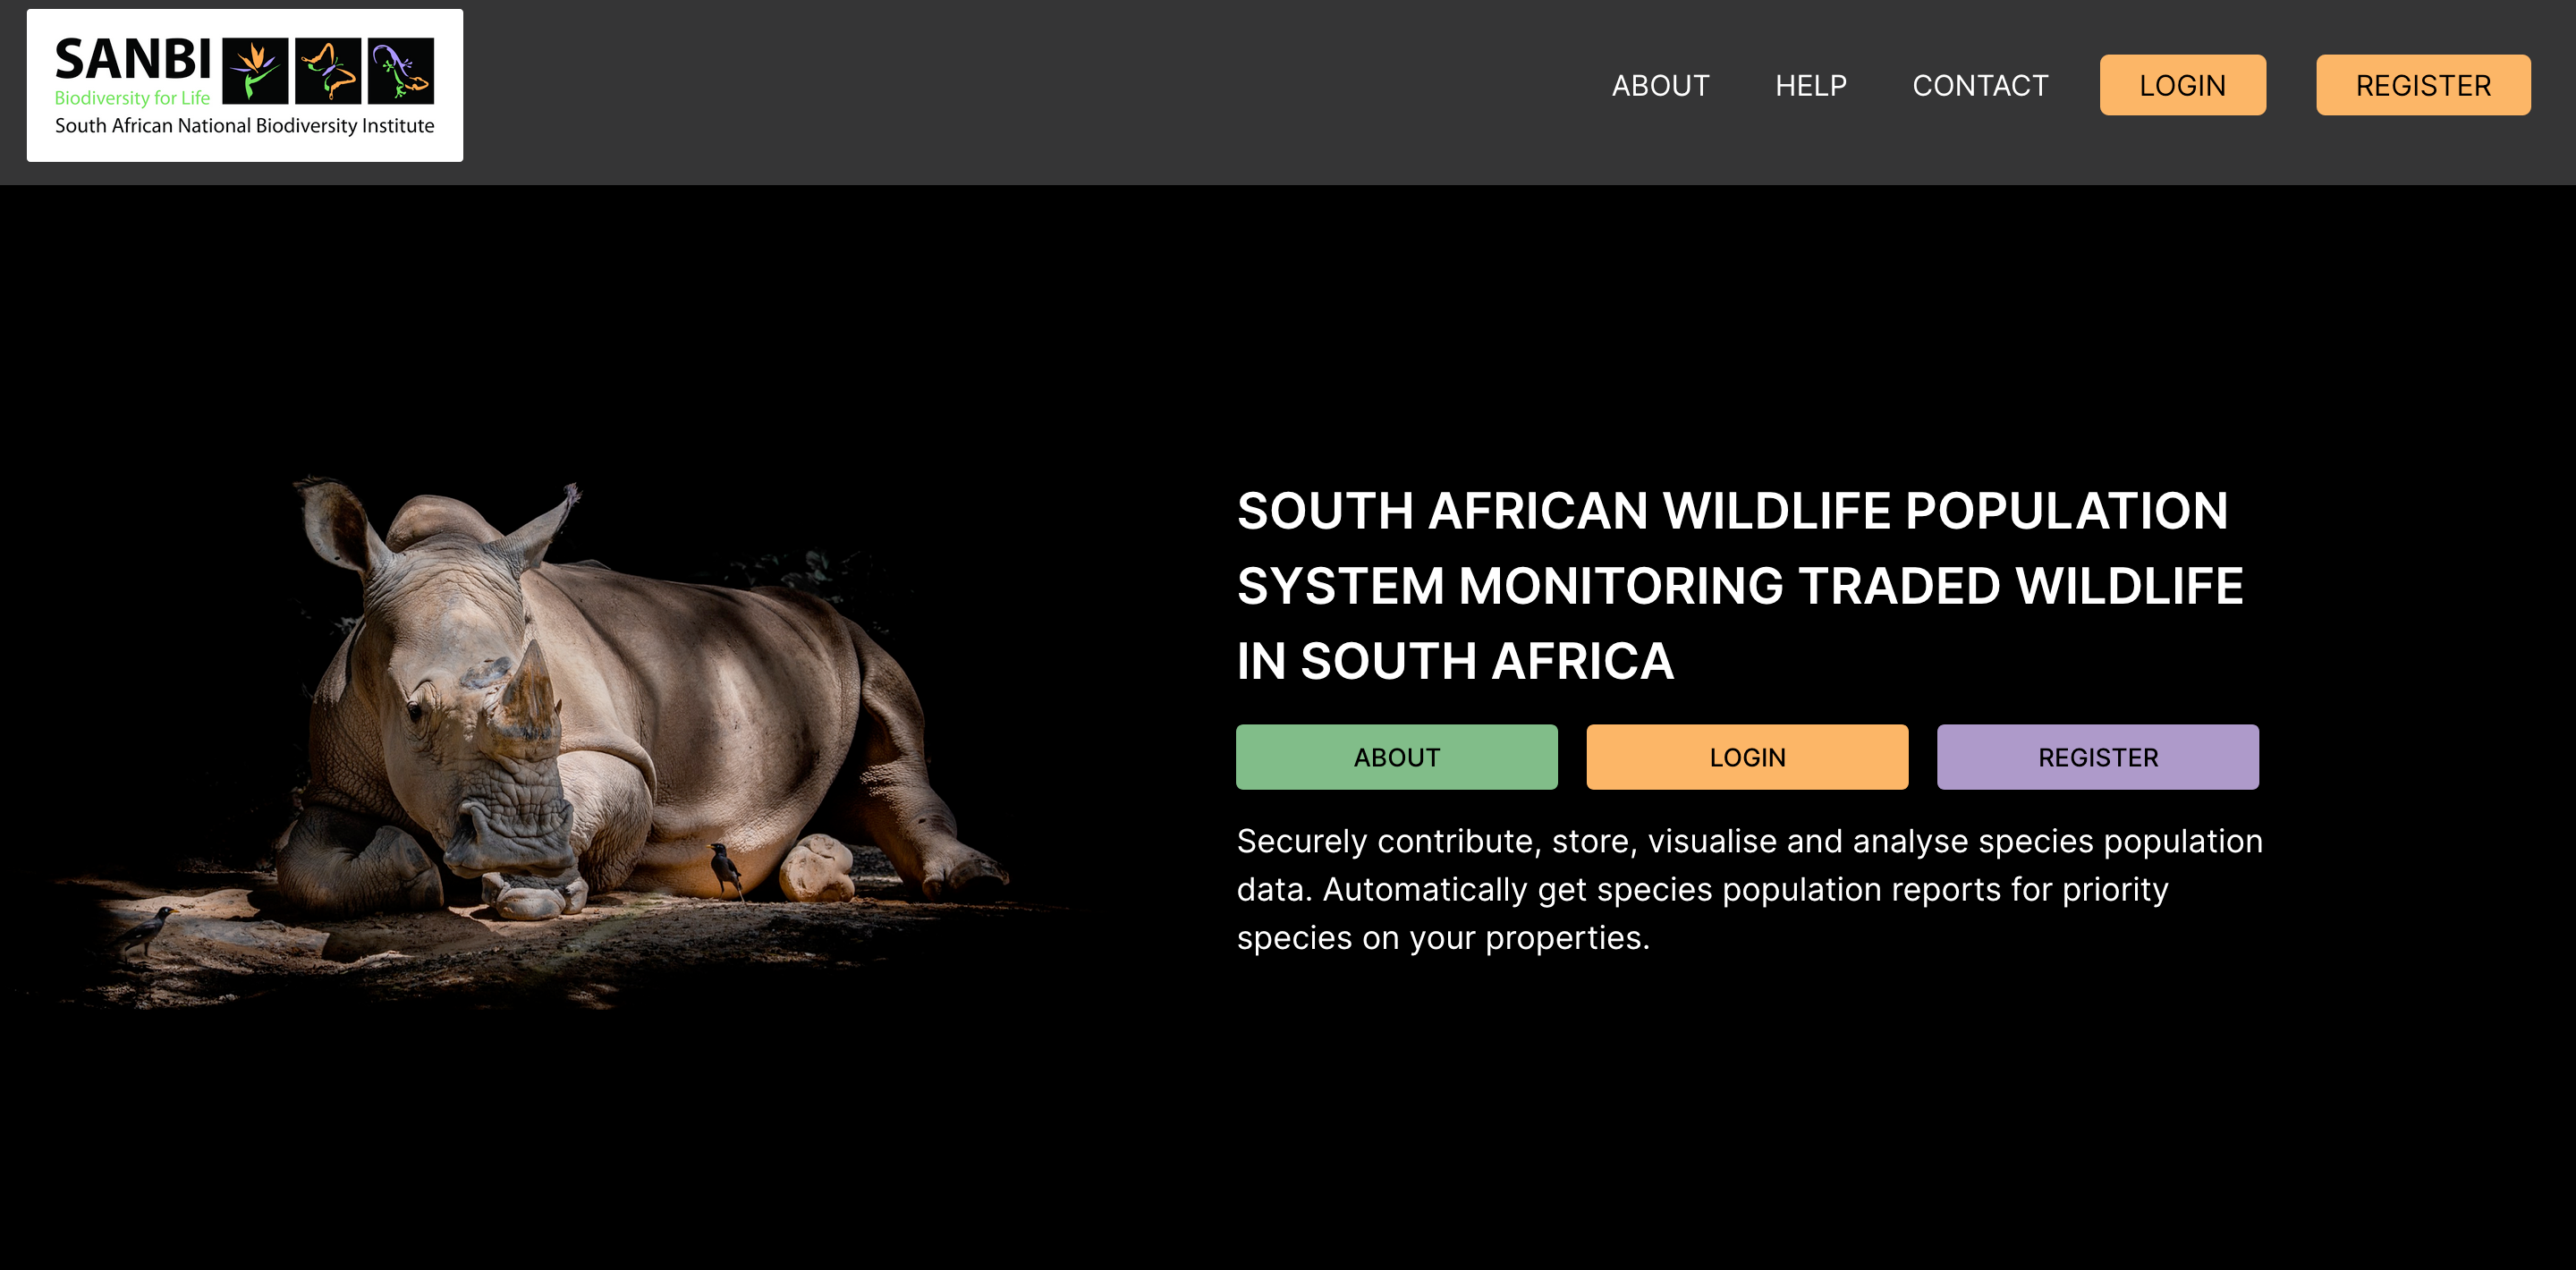 SANBI
Biodiversity for Life
South African National Biodiversity Institute
ABOUT
HELP
CONTACT
LOGIN
REGISTER
SOUTH AFRICAN WILDLIFE POPULATION
SYSTEM MONITORING TRADED WILDLIFE
IN SOUTH AFRICA
ABOUT
LOGIN
REGISTER
Securely contribute, store, visualise and analyse species population
data. Automatically get species population reports for priority
species on your properties.